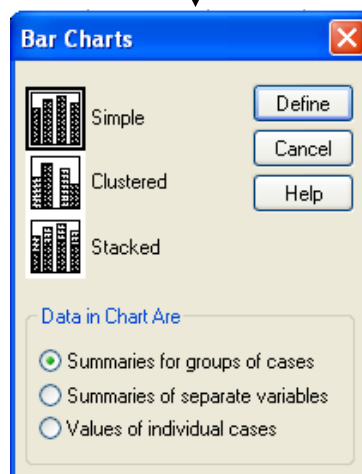 Bar Charts
Simple
Clustered
Stacked
Define
Cancel
Help
Data in Chart Are
Summaries for groups of cases
Summaries of separate variables
Values of individual cases